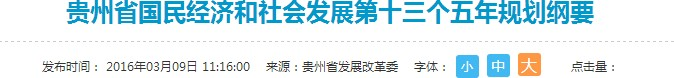 贵州省国民经济和社会发展第十三个五年规划纲要
发布时间： 2016年03月09日 11:16:00 来源：贵州省发展改革委 字体： 小 中 大 点击量：